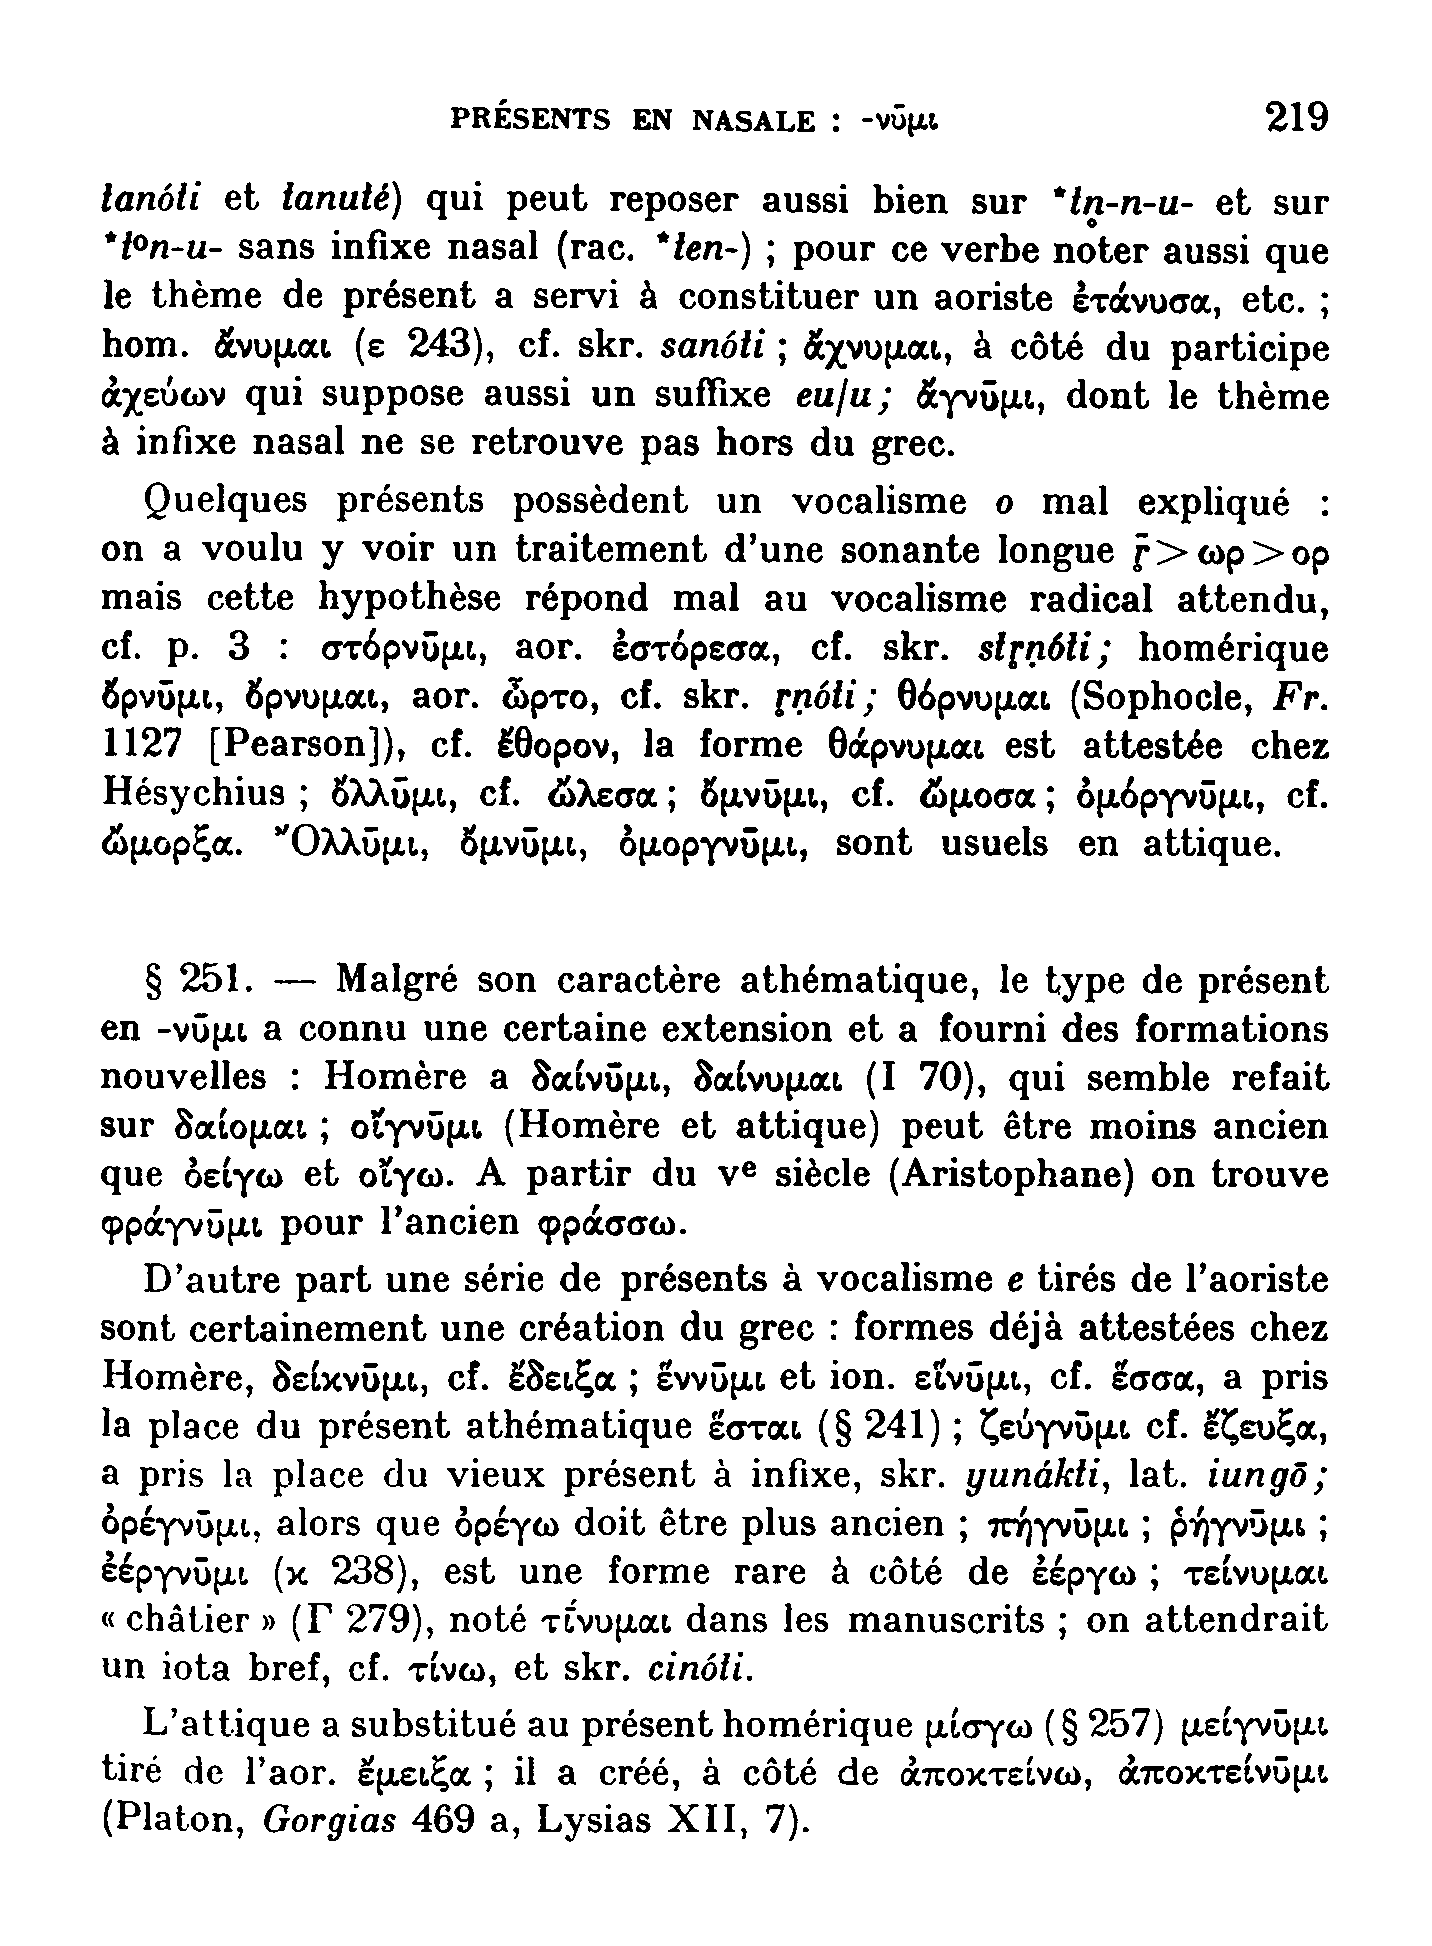 PRÉSENTS EN NASALE : -νῡμι 219
tanóti et tanuté) qui peut reposer aussi bien sur *tn̥-n-u- et sur
*tᵒn-u- sans infixe nasal (rac. *ten-) ; pour ce verbe noter aussi que
le thème de présent a servi à constituer un aoriste ἐτάνυσα, etc. ;
hom. ἄνυμαι (ε 243), cf. skr. sanóti ; ἄχνυμαι, à côté du participe
ἀχεύων qui suppose aussi un suffixe eu/u ; ἄγνῡμι, dont le thème
à infixe nasal ne se retrouve pas hors du grec.
Quelques présents possèdent un vocalisme o mal expliqué :
on a voulu y voir un traitement d'une sonante longue r̥̄ > ωρ > ορ
mais cette hypothèse répond mal au vocalisme radical attendu,
cf. p. 3 : στόρνῡμι, aor. ἐστόρεσα, cf. skr. str̥ṇóti ; homérique
ὄρνῡμι, ὄρνυμαι, aor. ὦρτο, cf. skr. r̥ṇóti ; θόρνυμαι (Sophocle, Fr.
1127 [Pearson]), cf. ἔθορον, la forme θάρνυμαι est attestée chez
Hésychius ; ὄλλῡμι, cf. ὤλεσα ; ὄμνῡμι, cf. ὤμοσα ; ὀμόργνῡμι, cf.
ὤμορξα. Ὄλλῡμι, ὄμνῡμι, ὀμοργνῡμι, sont usuels en attique.
§ 251. — Malgré son caractère athématique, le type de présent
en -νῡμι a connu une certaine extension et a fourni des formations
nouvelles : Homère a δαίνῡμι, δαίνυμαι (I 70), qui semble refait
sur δαίομαι ; οἴγνῡμι (Homère et attique) peut être moins ancien
que ὀείγω et οἴγω. A partir du vᵉ siècle (Aristophane) on trouve
φράγνῡμι pour l'ancien φράσσω.
D'autre part une série de présents à vocalisme e tirés de l'aoriste
sont certainement une création du grec : formes déjà attestées chez
Homère, δείκνῡμι, cf. ἔδειξα ; ἕννῡμι et ion. εἵνῡμι, cf. ἕσσα, a pris
la place du présent athématique ἕσται (§ 241) ; ζεύγνῡμι cf. ἔζευξα,
a pris la place du vieux présent à infixe, skr. yunákti, lat. iungō ;
ὀρέγνῡμι, alors que ὀρέγω doit être plus ancien ; πήγνῡμι ; ῥήγνῡμι ;
ἐέργνῡμι (κ 238), est une forme rare à côté de ἐέργω ; τείνυμαι
« châtier » (Γ 279), noté τί̄νυμαι dans les manuscrits ; on attendrait
un iota bref, cf. τίνω, et skr. cinóti.
L'attique a substitué au présent homérique μίσγω (§ 257) μείγνῡμι
tiré de l'aor. ἔμειξα ; il a créé, à côté de ἀποκτείνω, ἀποκτείνῡμι
(Platon, Gorgias 469 a, Lysias XII, 7).